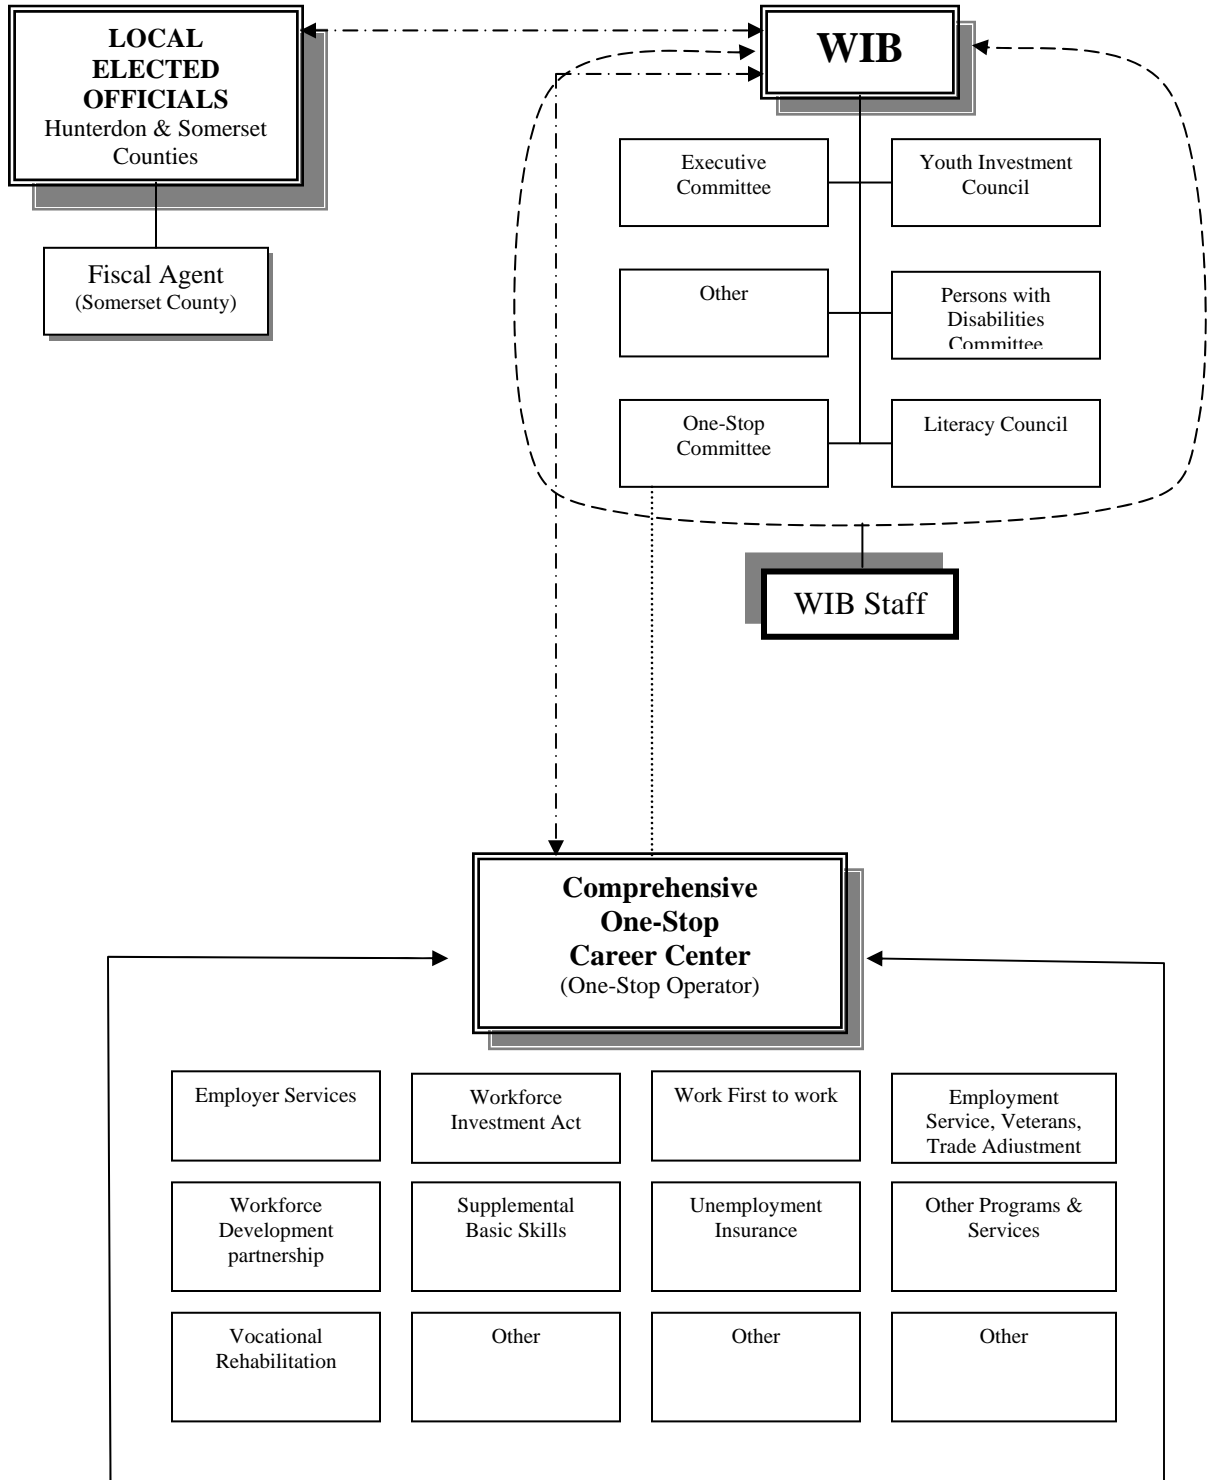 LOCAL
ELECTED
OFFICIALS
Hunterdon & Somerset
Counties
Fiscal Agent
(Somerset County)
WIB
Executive
Committee
Youth Investment
Council
Other
Persons with
Disabilities
Committee
One-Stop
Committee
Literacy Council
WIB Staff
Comprehensive
One-Stop
Career Center
(One-Stop Operator)
Employer Services
Workforce
Investment Act
Work First to work
Employment
Service, Veterans,
Trade Adjustment
Workforce
Development
partnership
Supplemental
Basic Skills
Unemployment
Insurance
Other Programs &
Services
Vocational
Rehabilitation
Other
Other
Other